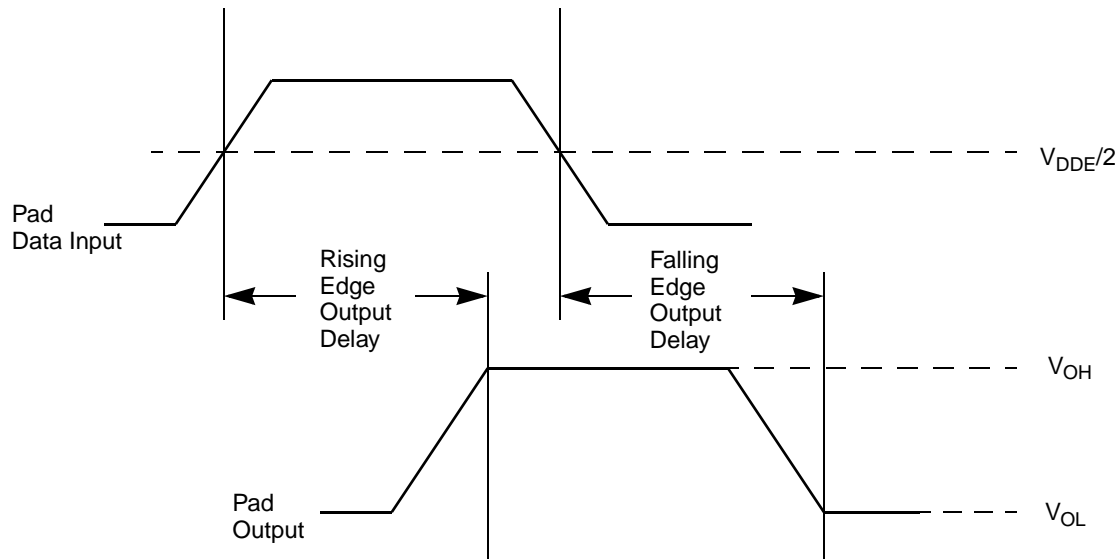 V_DDE/2
Pad
Data Input
Rising
Edge
Output
Delay
Falling
Edge
Output
Delay
V_OH
Pad
Output
V_OL